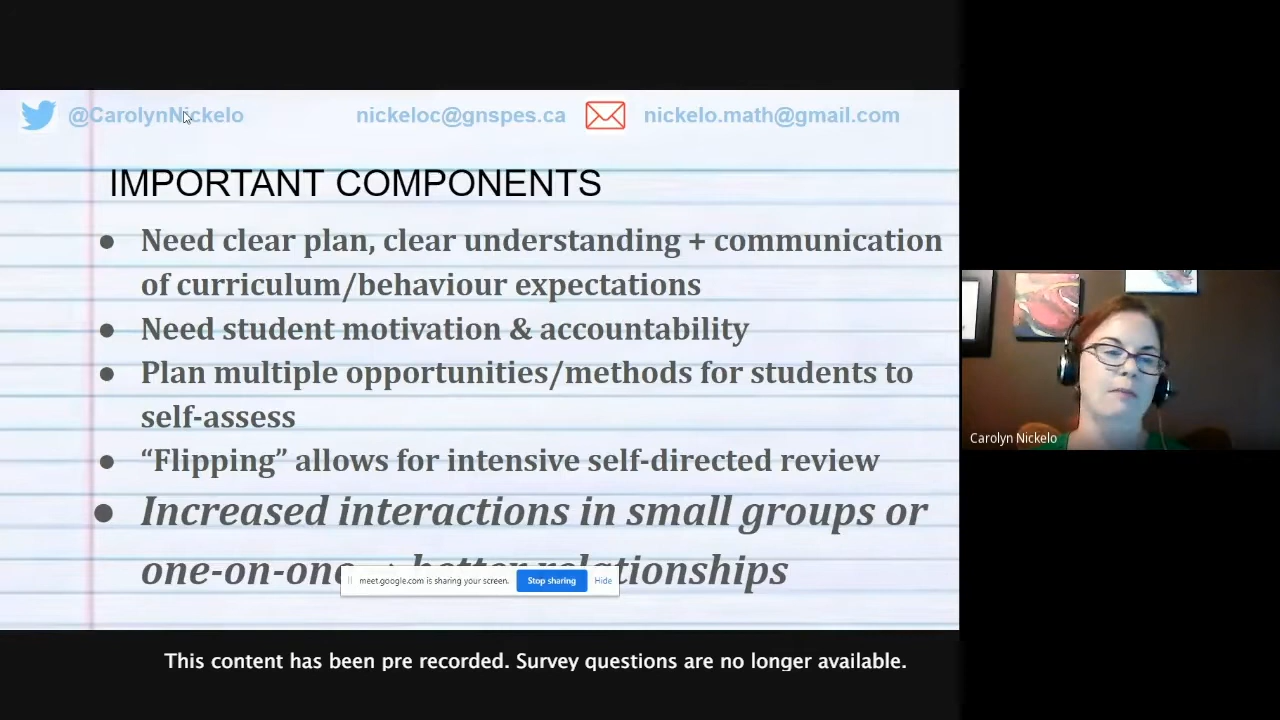 @CarolynNickelo nickeloc@gnspes.ca nickelo.math@gmail.com
IMPORTANT COMPONENTS
● Need clear plan, clear understanding + communication
of curriculum/behaviour expectations
● Need student motivation & accountability
● Plan multiple opportunities/methods for students to
self-assess
● “Flipping” allows for intensive self-directed review
● Increased interactions in small groups or
one-on-one better relationships
meet.google.com is sharing your screen. Stop sharing Hide
Carolyn Nickelo
This content has been pre recorded. Survey questions are no longer available.